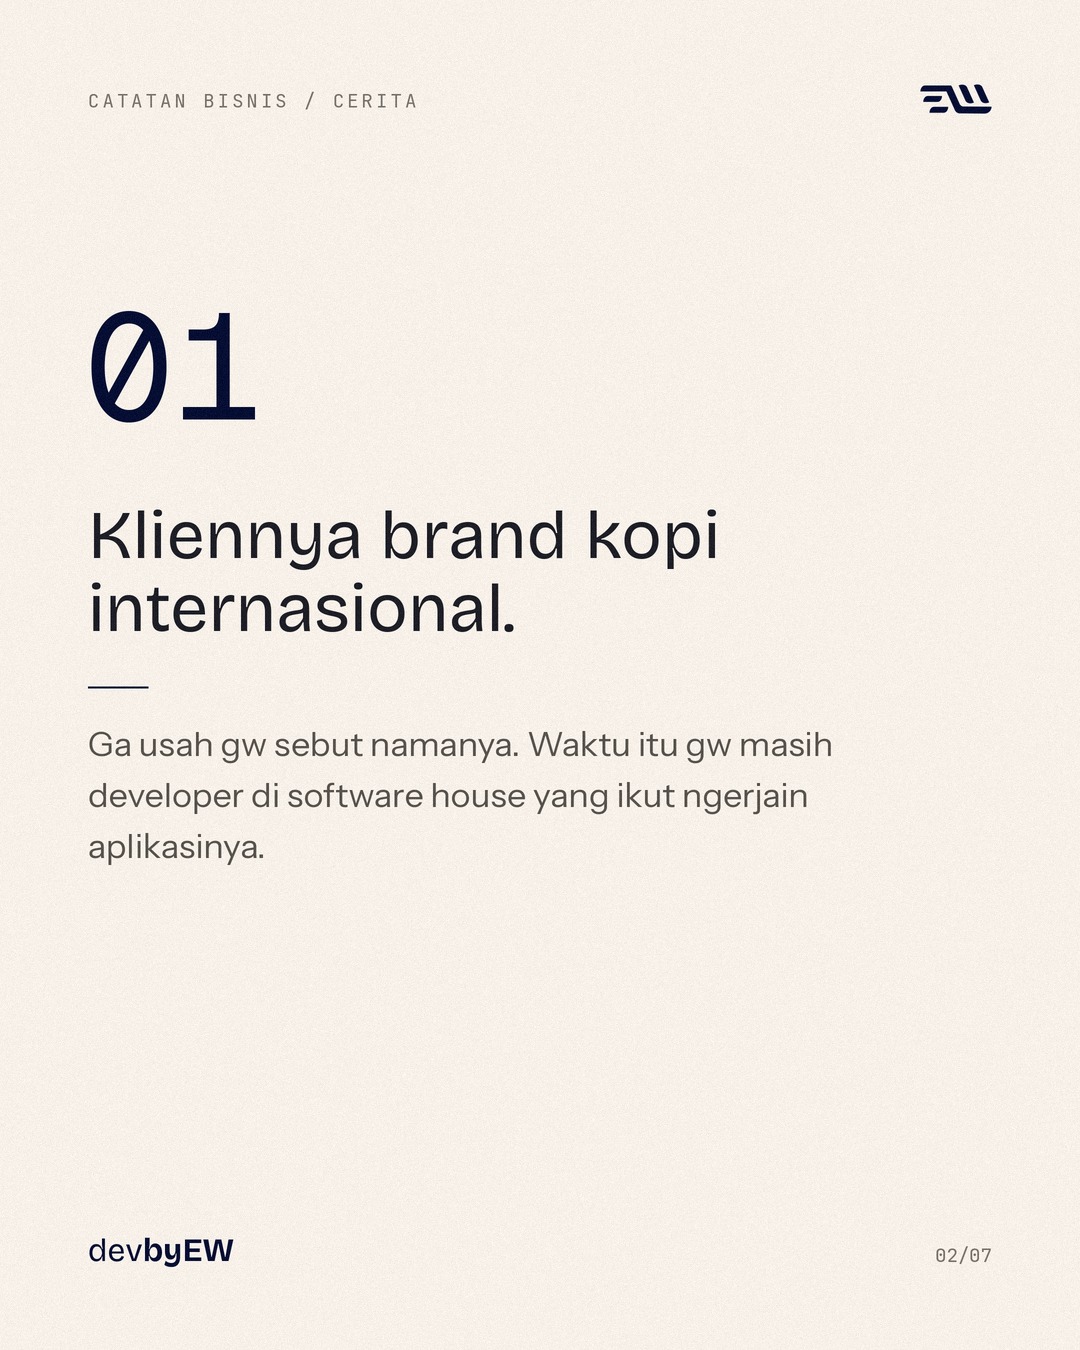 CATATAN BISNIS / CERITA
EW
01
Kliennya brand kopi
internasional.
Ga usah gw sebut namanya. Waktu itu gw masih
developer di software house yang ikut ngerjain
aplikasinya.
devbyEW
02/07